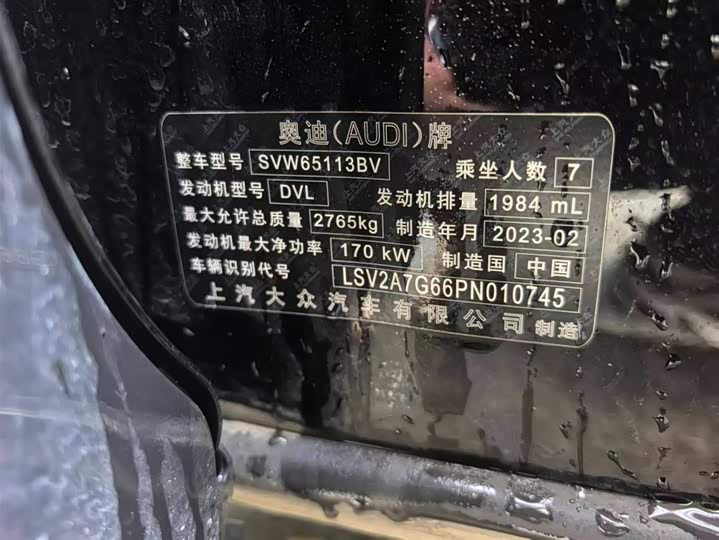 奥迪(AUDI)牌
整车型号 SVW65113BV 乘坐人数 7
发动机型号 DVL 发动机排量 1984 mL
最大允许总质量 2765kg 制造年月 2023-02
发动机最大净功率 170 kW 制造国 中国
车辆识别代号 LSV2A7G66PN010745
上汽大众汽车有限公司 制造